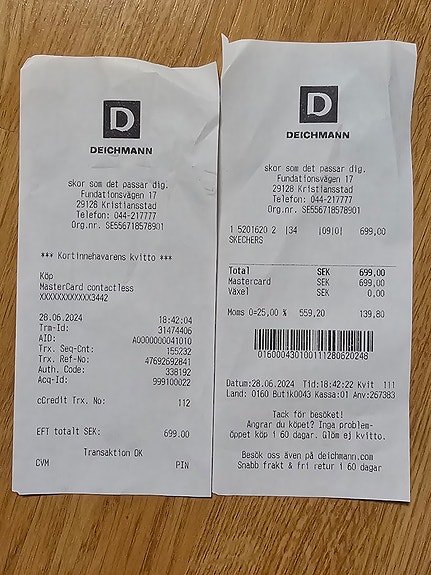 D
DEICHMANN
skor som det passar dig.
Fundationsvägen 17
29128 Kristiansstad
Telefon: 044-217777
Org.nr. SE556718578901
*** Kortinnehavarens kvitto ***
Köp
MasterCard contactless
XXXXXXXXXXXX3442
28.06.2024 18:42:04
Trm-Id: 31474406
AID: A0000000041010
Trx. Seq-Cnt: 155232
Trx. Ref-No: 47692692841
Auth. Code: 338192
Acq-Id: 999100022
cCredit Trx. No: 112
EFT totalt SEK: 699.00
Transaktion OK
CVM PIN
D
DEICHMANN
skor som det passar dig.
Fundationsvägen 17
29128 Kristiansstad
Telefon: 044-217777
Org.nr. SE556718578901
1 5201620 2 |34 |09|0| 699,00
SKECHERS
Total SEK 699,00
Mastercard SEK 699,00
Växel SEK 0,00
Moms 0=25,00 % 559,20 139,80
016000430100111280620248
Datum:28.06.2024 Tid:18:42:22 Kvit 111
Land: 0160 Butik0043 Kassa:01 Anv:267383
Tack för besöket!
Ångrar du köpet? Inga problem-
öppet köp i 60 dagar. Glöm ej kvitto.
Besök oss även på deichmann.com
Snabb frakt & fri retur i 60 dagar